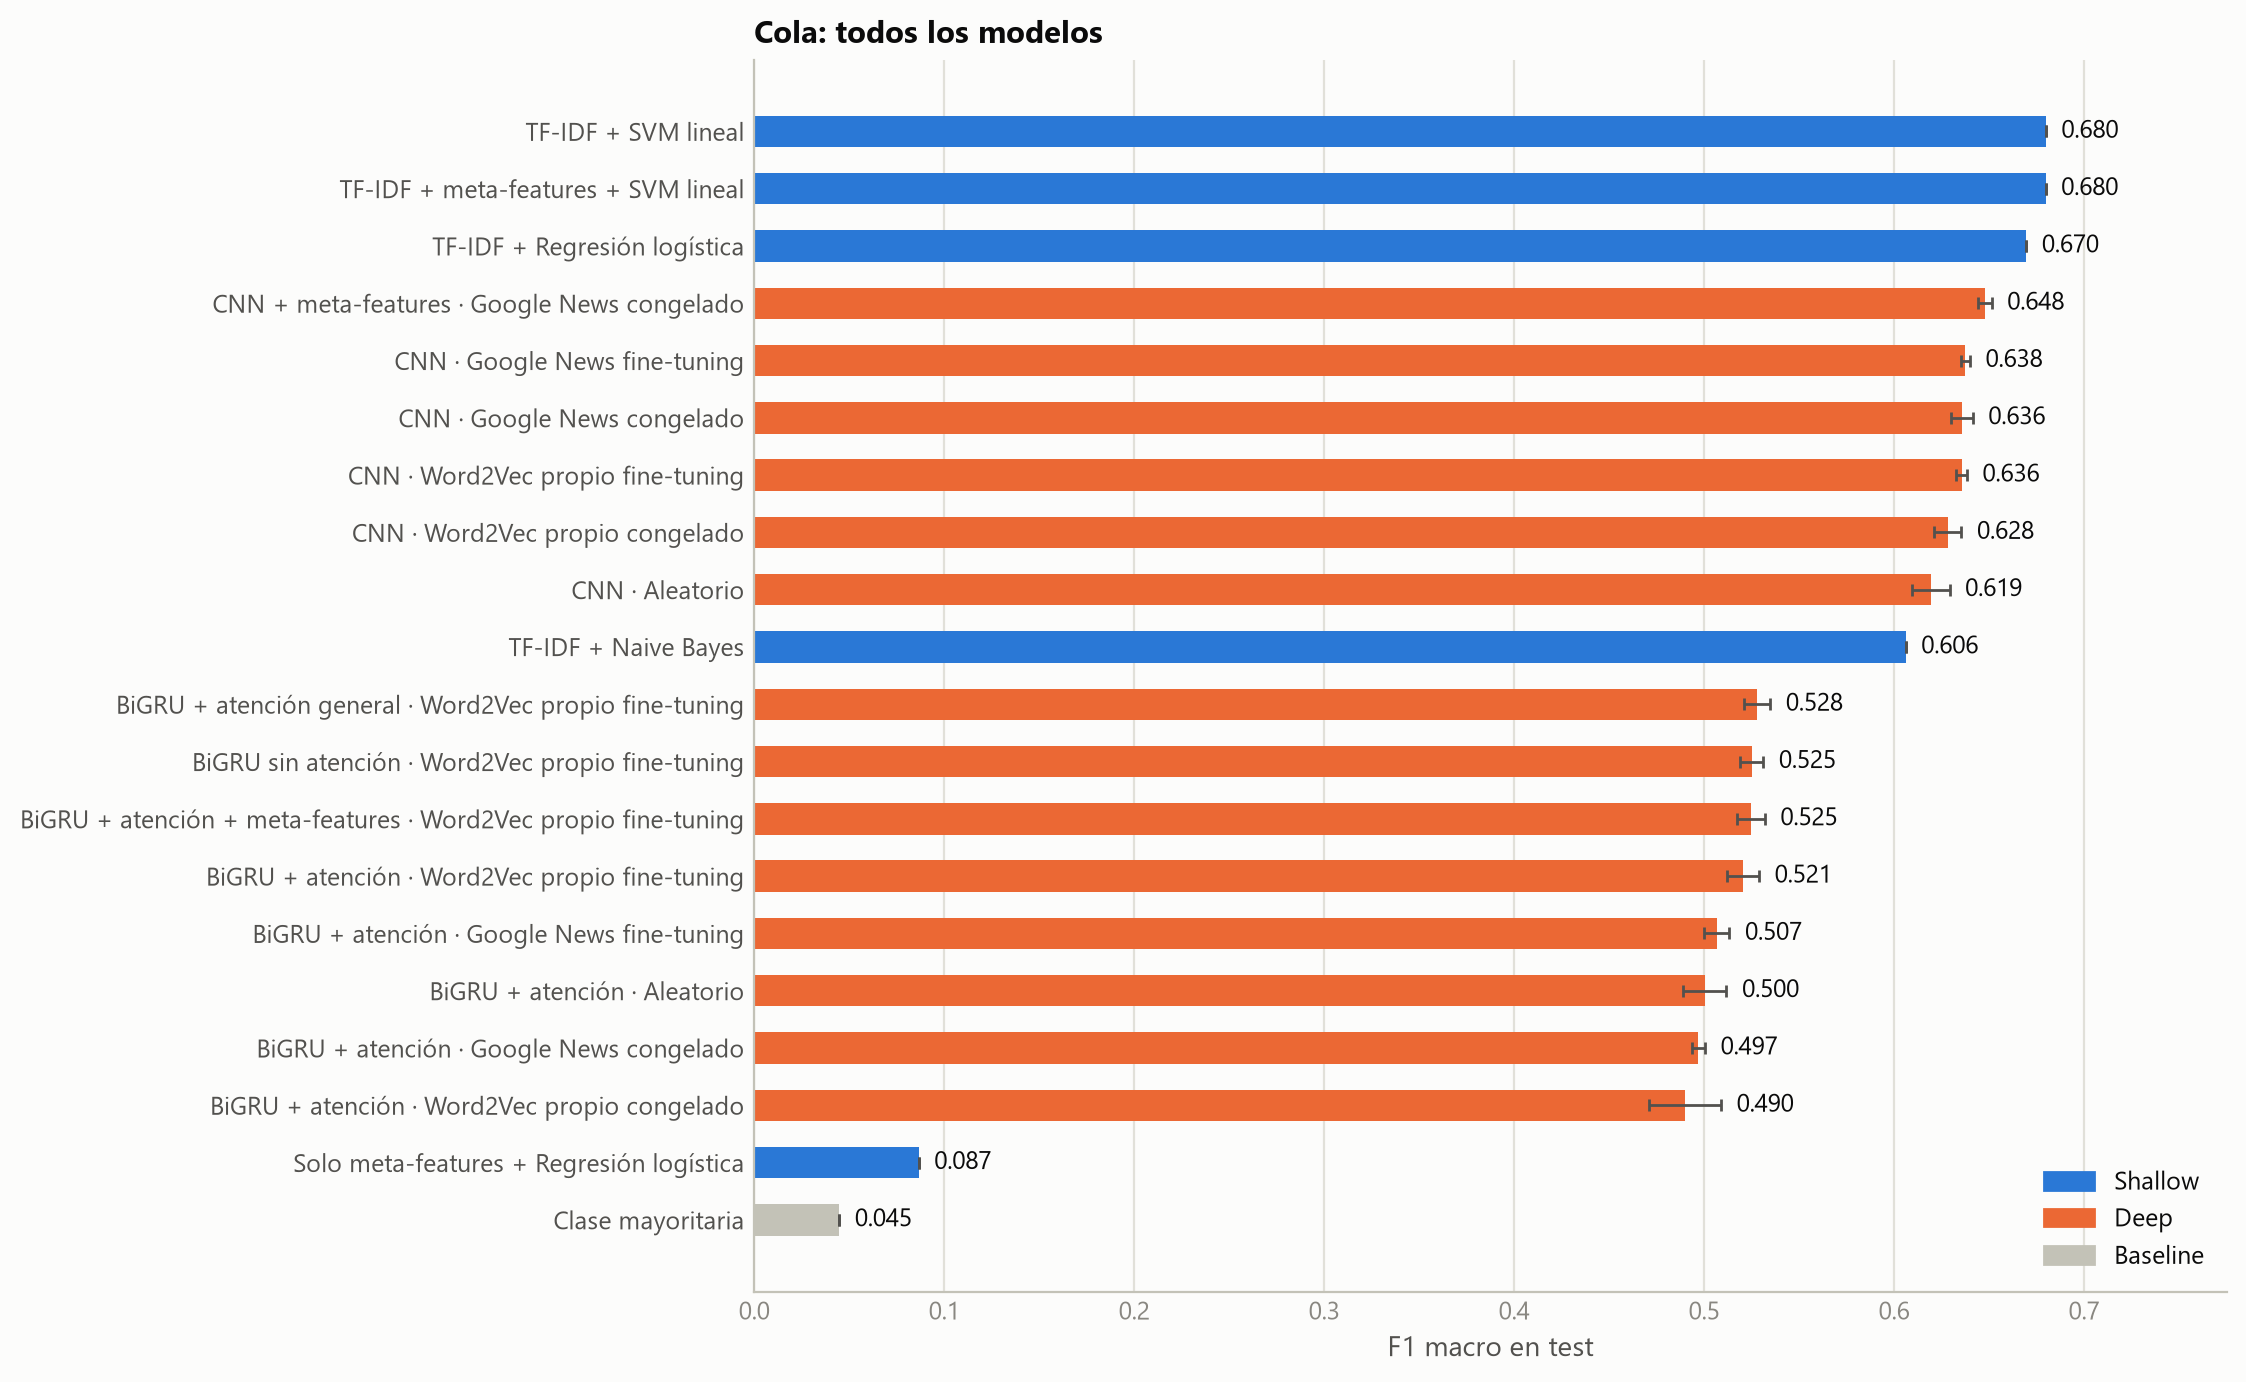 Cola: todos los modelos
TF-IDF + SVM lineal 0.680
TF-IDF + meta-features + SVM lineal 0.680
TF-IDF + Regresión logística 0.670
CNN + meta-features · Google News congelado 0.648
CNN · Google News fine-tuning 0.638
CNN · Google News congelado 0.636
CNN · Word2Vec propio fine-tuning 0.636
CNN · Word2Vec propio congelado 0.628
CNN · Aleatorio 0.619
TF-IDF + Naive Bayes 0.606
BiGRU + atención general · Word2Vec propio fine-tuning 0.528
BiGRU sin atención · Word2Vec propio fine-tuning 0.525
BiGRU + atención + meta-features · Word2Vec propio fine-tuning 0.525
BiGRU + atención · Word2Vec propio fine-tuning 0.521
BiGRU + atención · Google News fine-tuning 0.507
BiGRU + atención · Aleatorio 0.500
BiGRU + atención · Google News congelado 0.497
BiGRU + atención · Word2Vec propio congelado 0.490
Solo meta-features + Regresión logística 0.087
Clase mayoritaria 0.045
Shallow
Deep
Baseline
0.0 0.1 0.2 0.3 0.4 0.5 0.6 0.7
F1 macro en test